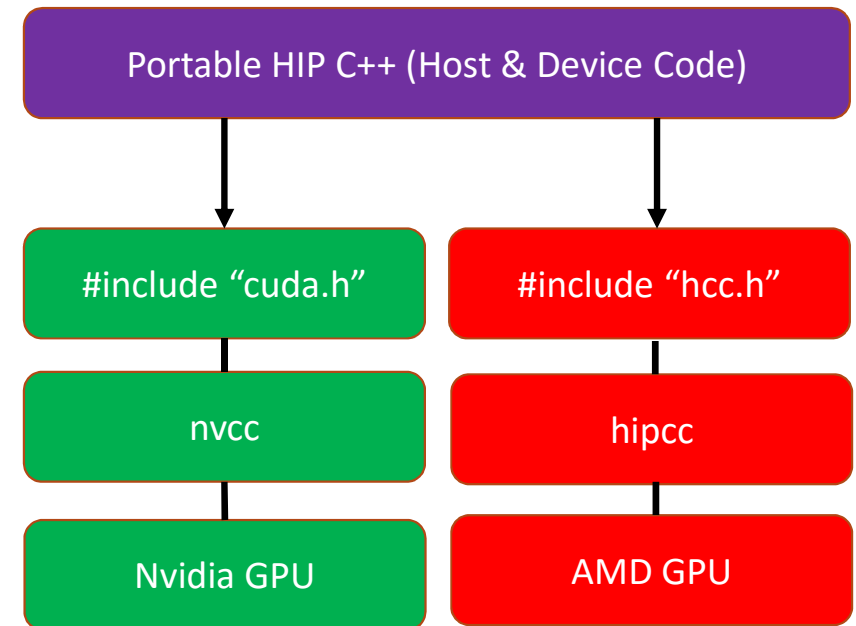 Portable HIP C++ (Host & Device Code)
#include “cuda.h”
#include “hcc.h”
nvcc
hipcc
Nvidia GPU
AMD GPU